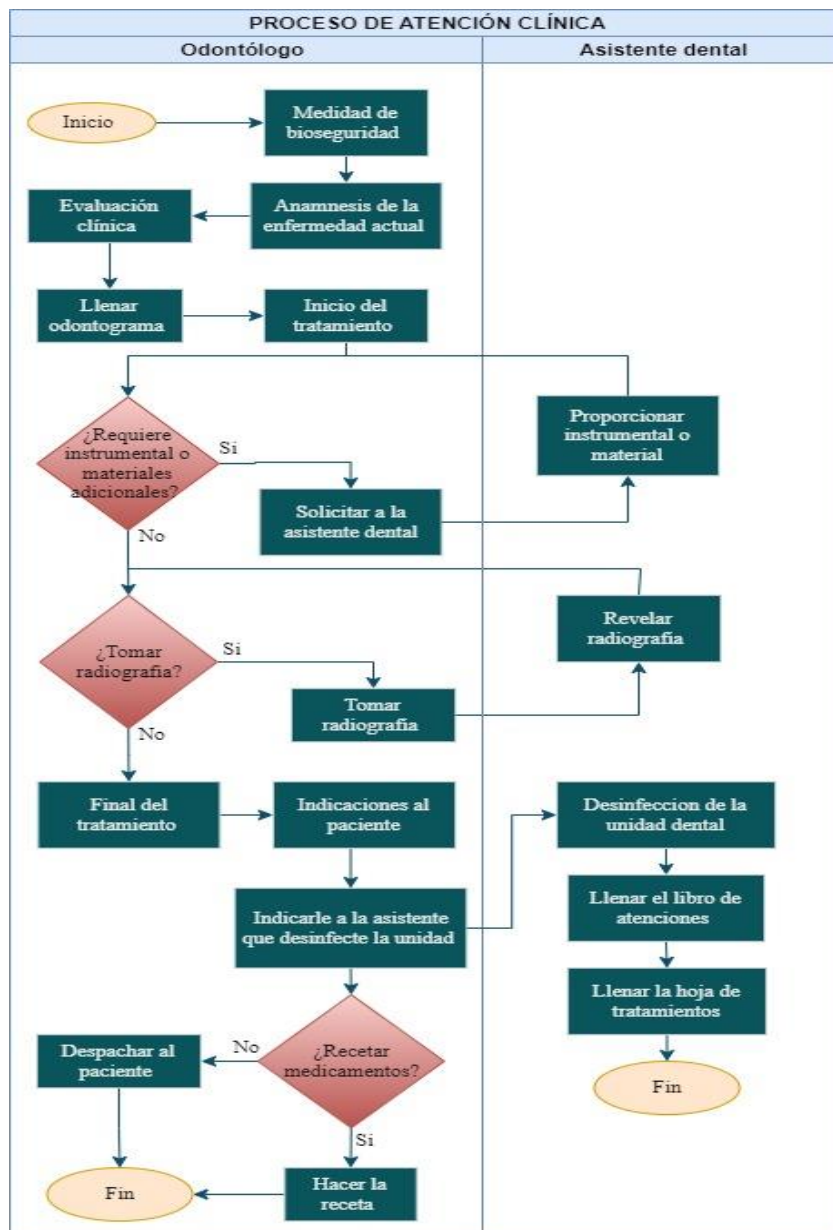 PROCESO DE ATENCIÓN CLÍNICA
Odontólogo
Asistente dental
Inicio
Medidad de
bioseguridad
Evaluación
clínica
Anamnesis de la
enfermedad actual
Llenar
odontograma
Inicio del
tratamiento
¿Requiere
instrumental o
materiales
adicionales?
Si
Proporcionar
instrumental o
material
Solicitar a la
asistente dental
No
¿Tomar
radiografia?
Si
Revelar
radiografia
Tomar
radiografia
No
Final del
tratamiento
Indicaciones al
paciente
Desinfeccion de la
unidad dental
Indicarle a la asistente
que desinfecte la unidad
Llenar el libro de
atenciones
Llenar la hoja de
tratamientos
Despachar al
paciente
No
¿Recetar
medicamentos?
Fin
Si
Fin
Hacer la
receta